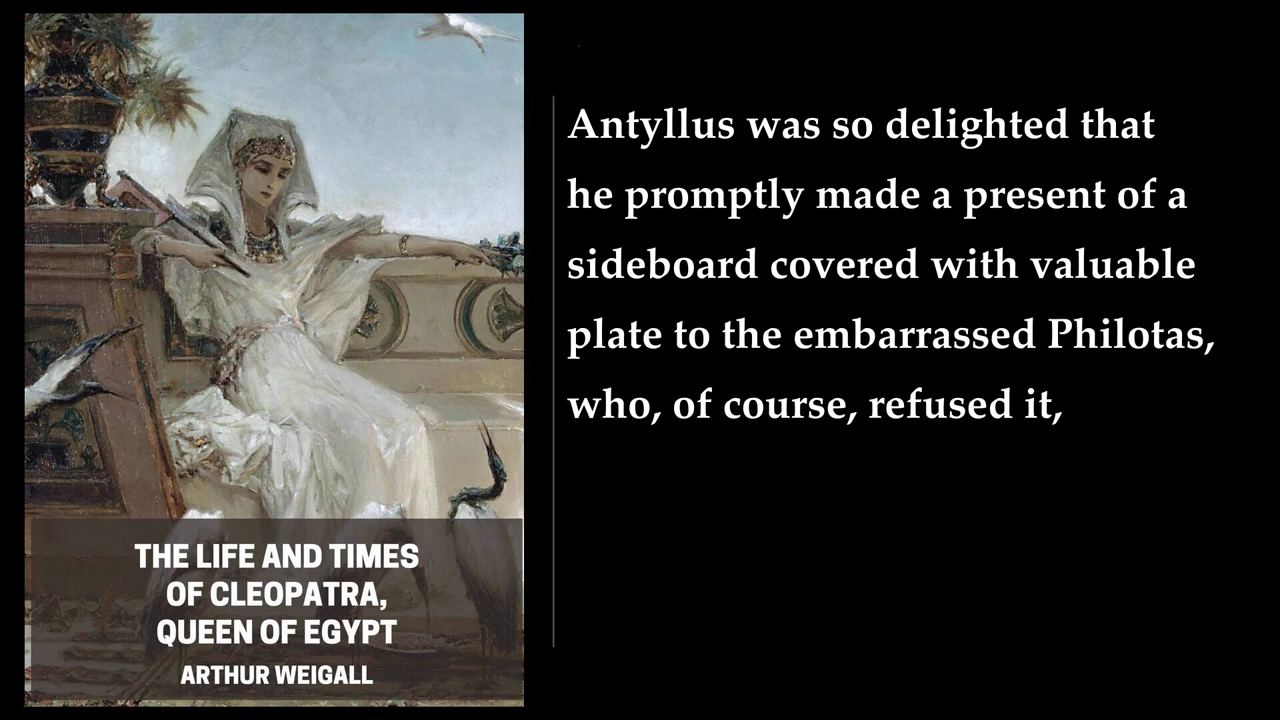 Antyllus was so delighted that
he promptly made a present of a
sideboard covered with valuable
plate to the embarrassed Philotas,
who, of course, refused it,
THE LIFE AND TIMES
OF CLEOPATRA,
QUEEN OF EGYPT
ARTHUR WEIGALL